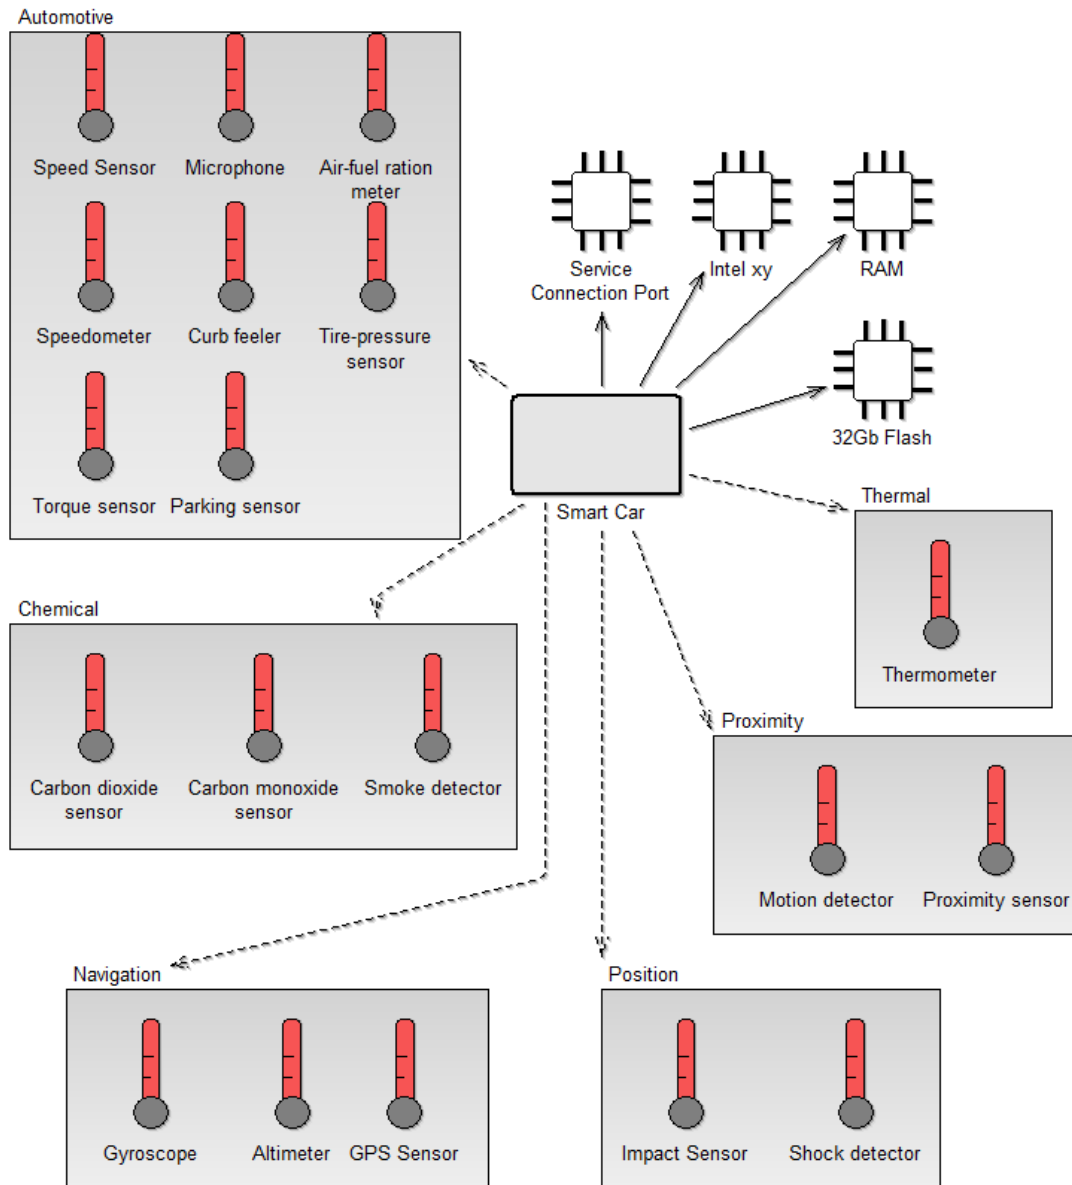 Automotive
Speed Sensor
Microphone
Air-fuel ration
meter
Speedometer
Curb feeler
Tire-pressure
sensor
Torque sensor
Parking sensor
Service
Connection Port
Intel xy
RAM
32Gb Flash
Smart Car
Thermal
Thermometer
Chemical
Carbon dioxide
sensor
Carbon monoxide
sensor
Smoke detector
Proximity
Motion detector
Proximity sensor
Navigation
Gyroscope
Altimeter
GPS Sensor
Position
Impact Sensor
Shock detector